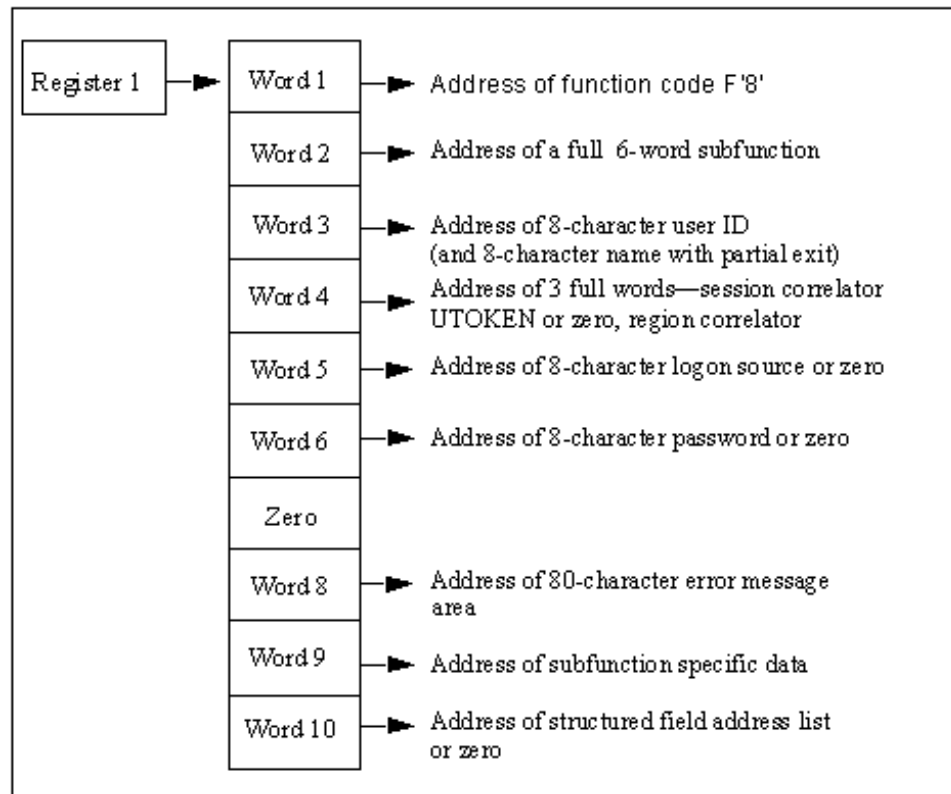 Register 1
Word 1
Address of function code F'8'
Word 2
Address of a full 6-word subfunction
Word 3
Address of 8-character user ID
(and 8-character name with partial exit)
Word 4
Address of 3 full words—session correlator
UTOKEN or zero, region correlator
Word 5
Address of 8-character logon source or zero
Word 6
Address of 8-character password or zero
Zero
Word 8
Address of 80-character error message
area
Word 9
Address of subfunction specific data
Word 10
Address of structured field address list
or zero